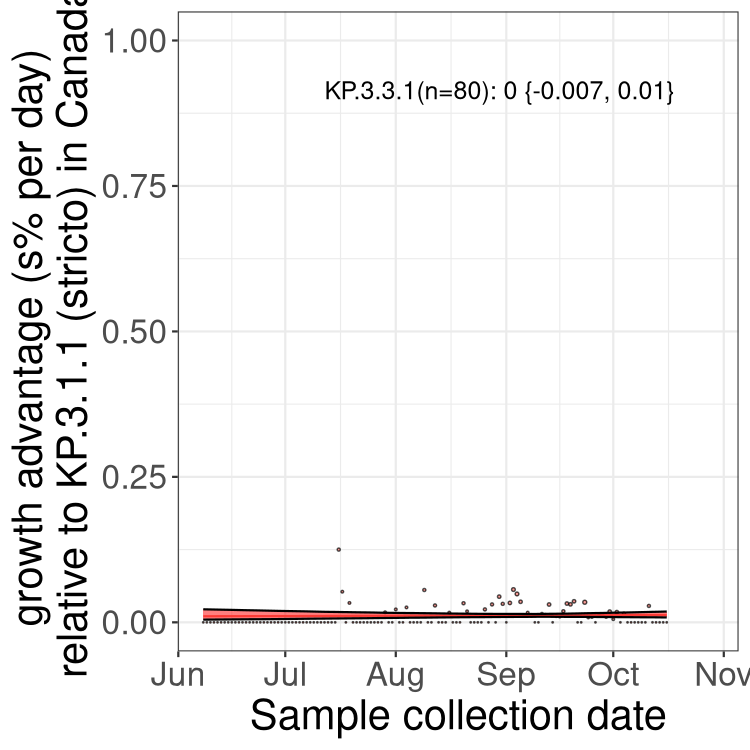 growth advantage (s% per day)
relative to KP.3.1.1 (stricto) in Canada
1.00
0.75
0.50
0.25
0.00
KP.3.3.1(n=80): 0 {-0.007, 0.01}
Jun Jul Aug Sep Oct Nov
Sample collection date